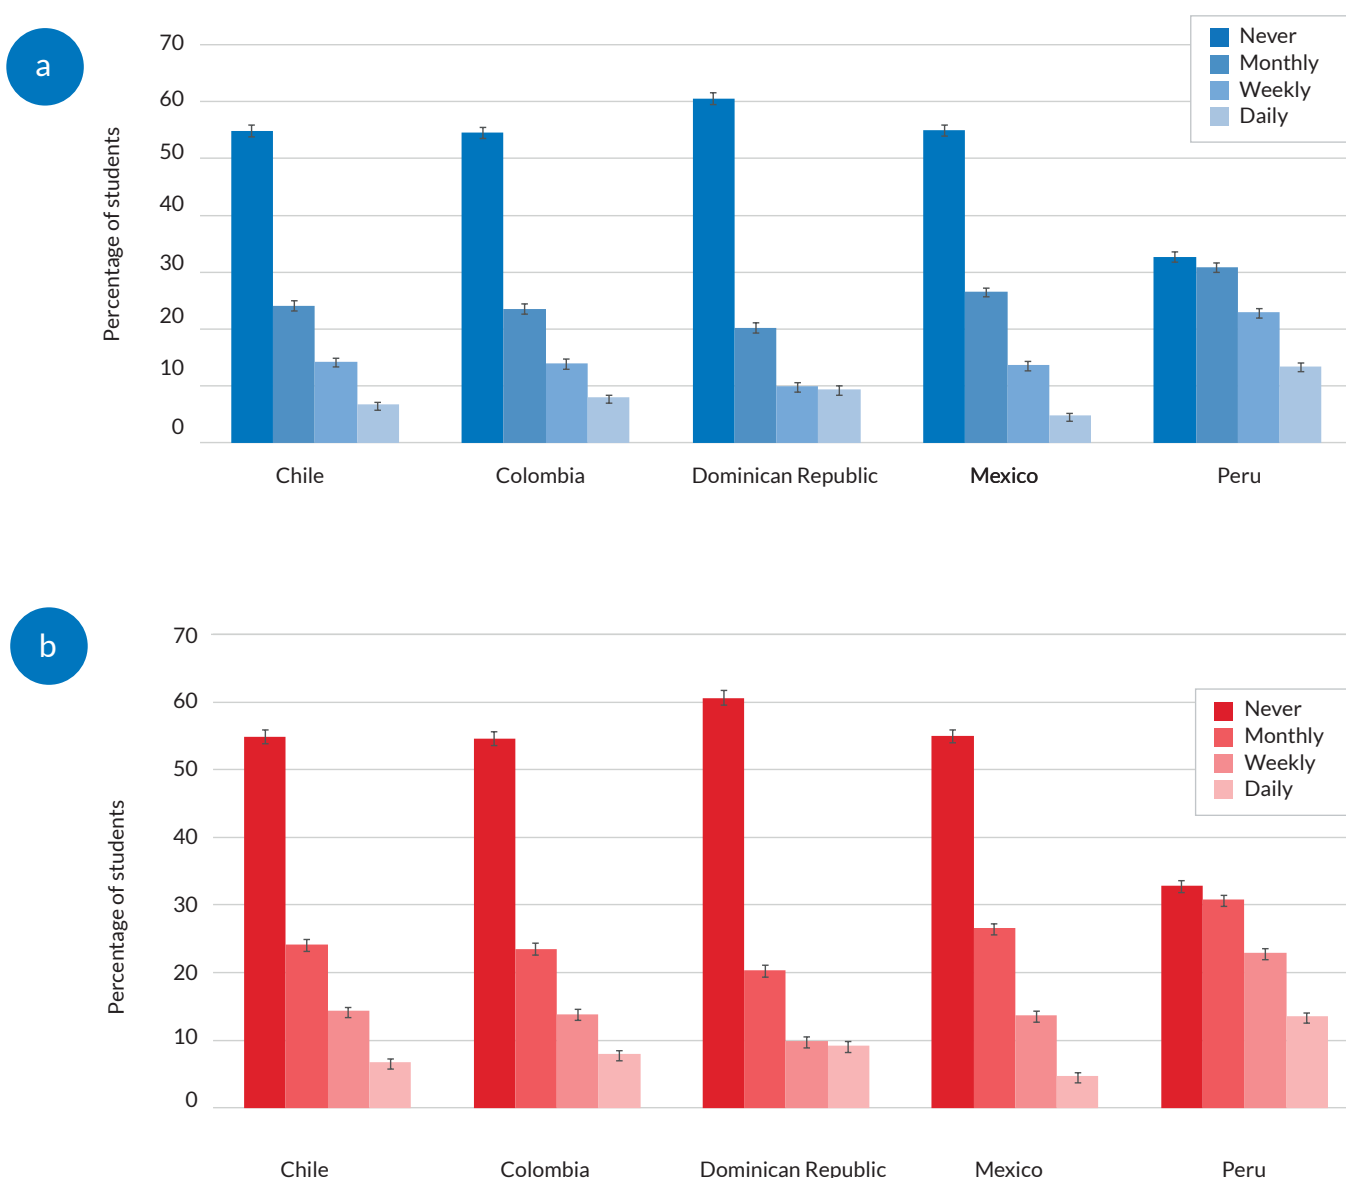 a
70
60
50
40
30
20
10
0
Percentage of students
Never
Monthly
Weekly
Daily
Chile
Colombia
Dominican Republic
Mexico
Peru
b
70
60
50
40
30
20
10
0
Percentage of students
Never
Monthly
Weekly
Daily
Chile
Colombia
Dominican Republic
Mexico
Peru